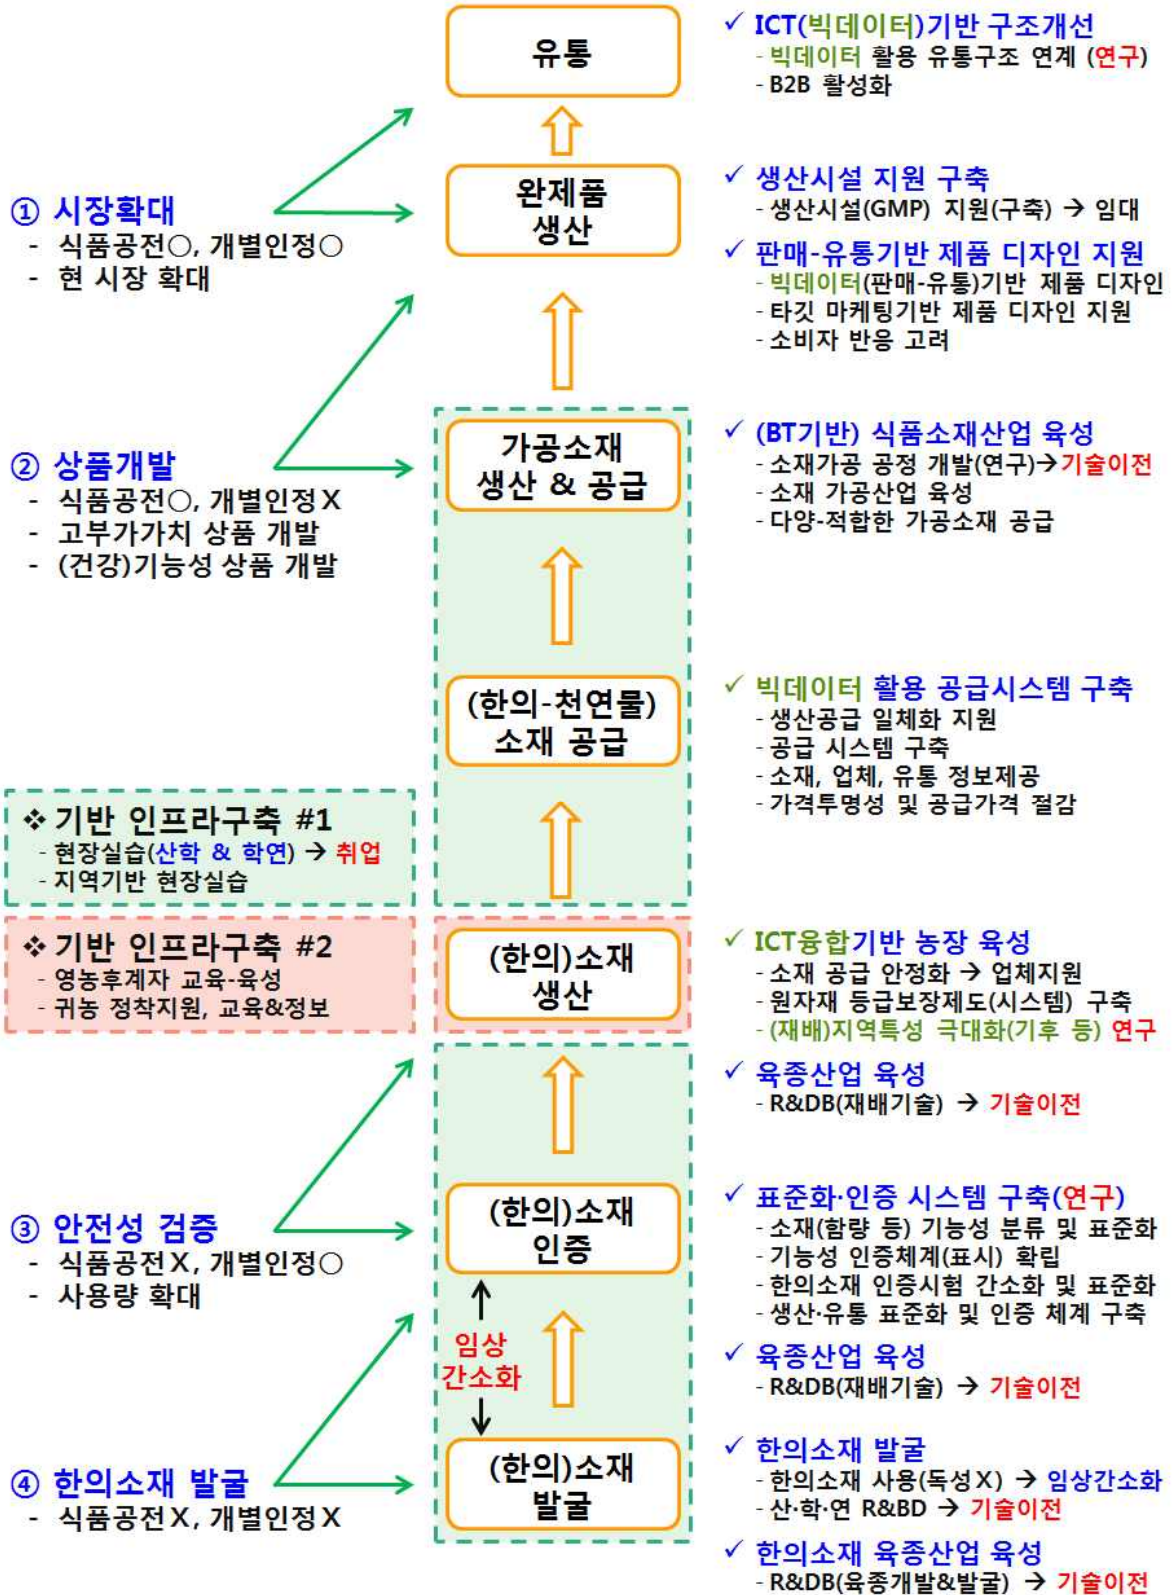 유통
✓ ICT(빅데이터)기반 구조개선
- 빅데이터 활용 유통구조 연계 (연구)
- B2B 활성화
① 시장확대
- 식품공전○, 개별인정○
- 현 시장 확대
완제품
생산
✓ 생산시설 지원 구축
- 생산시설(GMP) 지원(구축) → 임대
✓ 판매-유통기반 제품 디자인 지원
- 빅데이터(판매-유통)기반 제품 디자인
- 타깃 마케팅기반 제품 디자인 지원
- 소비자 반응 고려
② 상품개발
- 식품공전○, 개별인정X
- 고부가가치 상품 개발
- (건강)기능성 상품 개발
가공소재
생산 & 공급
✓ (BT기반) 식품소재산업 육성
- 소재가공 공정 개발(연구)→기술이전
- 소재 가공산업 육성
- 다양-적합한 가공소재 공급
(한의-천연물)
소재 공급
✓ 빅데이터 활용 공급시스템 구축
- 생산공급 일체화 지원
- 공급 시스템 구축
- 소재, 업체, 유통 정보제공
- 가격투명성 및 공급가격 절감
❖ 기반 인프라구축 #1
- 현장실습(산학 & 학연) → 취업
- 지역기반 현장실습
❖ 기반 인프라구축 #2
- 영농후계자 교육-육성
- 귀농 정착지원, 교육&정보
(한의)소재
생산
✓ ICT융합기반 농장 육성
- 소재 공급 안정화 → 업체지원
- 원자재 등급보장제도(시스템) 구축
- (재배)지역특성 극대화(기후 등) 연구
✓ 육종산업 육성
- R&DB(재배기술) → 기술이전
③ 안전성 검증
- 식품공전X, 개별인정○
- 사용량 확대
(한의)소재
인증
✓ 표준화·인증 시스템 구축(연구)
- 소재(함량 등) 기능성 분류 및 표준화
- 기능성 인증체계(표시) 확립
- 한의소재 인증시험 간소화 및 표준화
- 생산·유통 표준화 및 인증 체계 구축
✓ 육종산업 육성
- R&DB(재배기술) → 기술이전
임상
간소화
④ 한의소재 발굴
- 식품공전X, 개별인정X
(한의)소재
발굴
✓ 한의소재 발굴
- 한의소재 사용(독성X) → 임상간소화
- 산·학·연 R&BD → 기술이전
✓ 한의소재 육종산업 육성
- R&DB(육종개발&발굴) → 기술이전